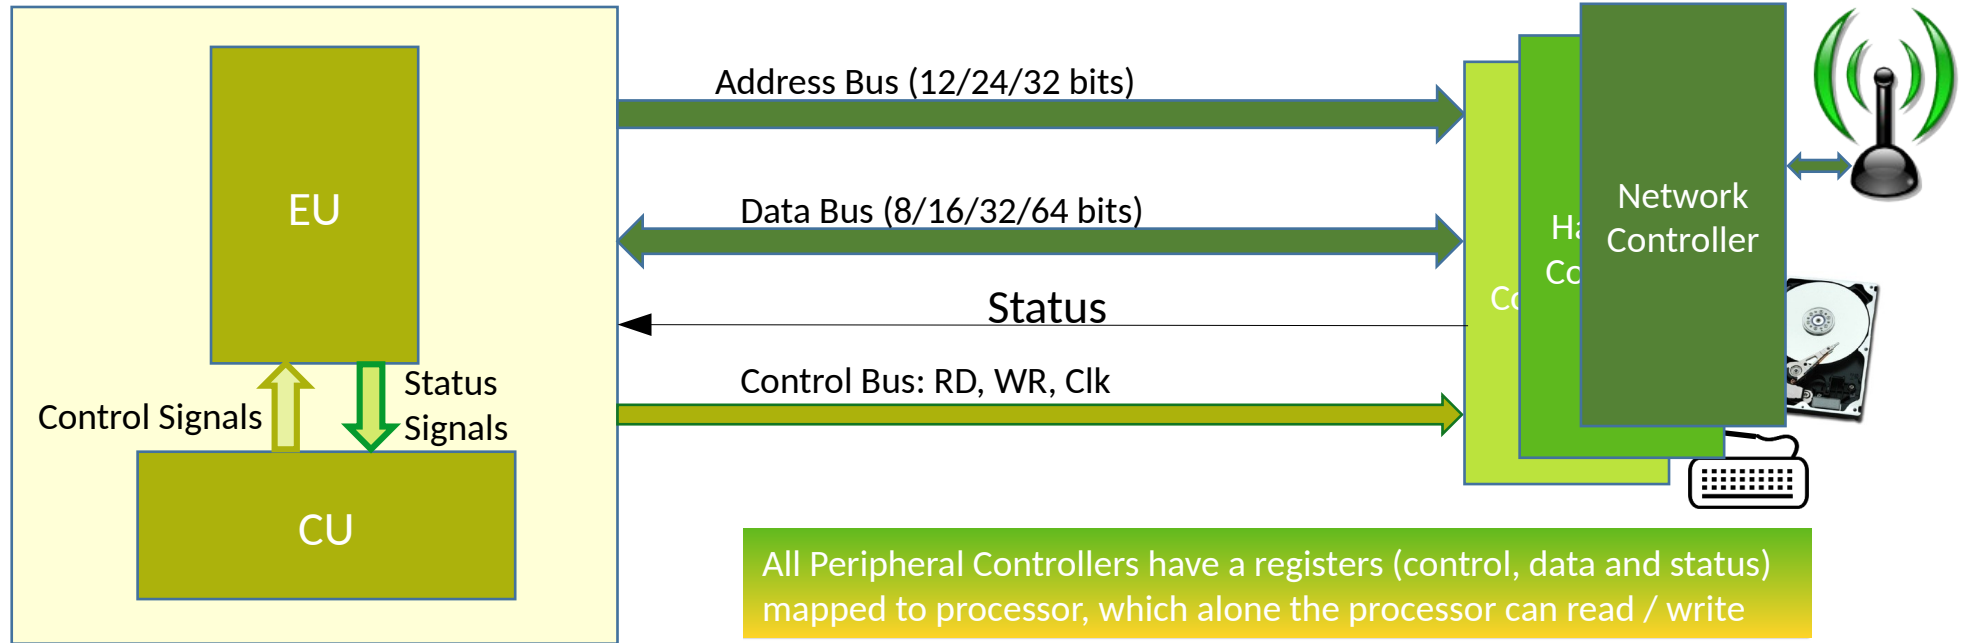 EU
Control Signals
Status
Signals
CU
Address Bus (12/24/32 bits)
Data Bus (8/16/32/64 bits)
Status
Control Bus: RD, WR, Clk
Network
Controller
All Peripheral Controllers have a registers (control, data and status)
mapped to processor, which alone the processor can read / write